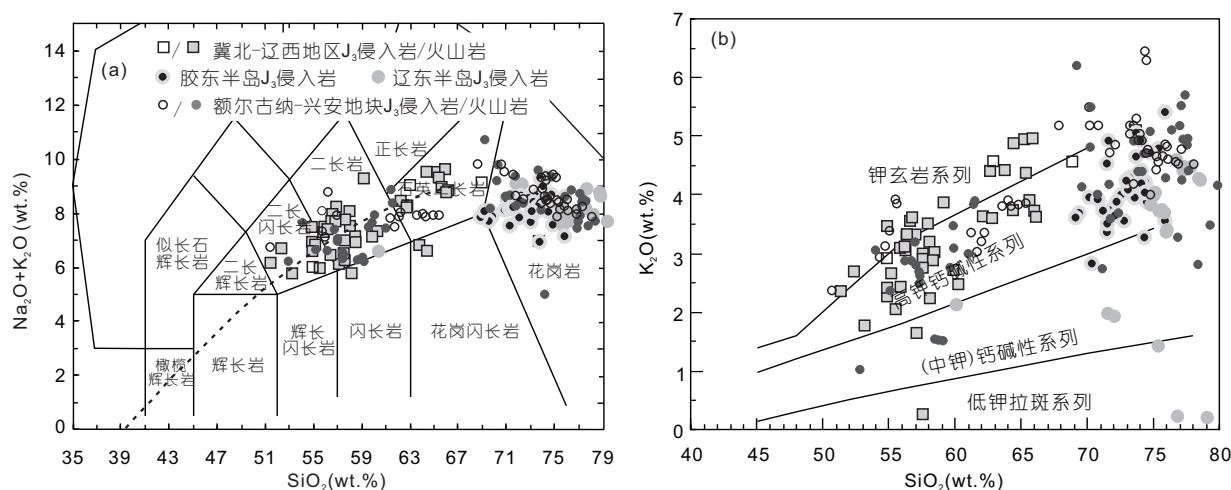 (a)
□/■ 冀北-辽西地区J₃侵入岩/火山岩
胶东半岛J₃侵入岩 辽东半岛J₃侵入岩
○/● 额尔古纳-兴安地块J₃侵入岩/火山岩
14
12
10
8
6
4
2
0
Na₂O+K₂O(wt.%)
正长岩
二长岩
二长
闪长岩
似长石
辉长岩
二长
辉长岩
花岗岩
橄榄
辉长岩
辉长岩
辉长
闪长岩
闪长岩
花岗闪长岩
35 39 43 47 51 55 59 63 67 71 75 79
SiO₂(wt.%)
(b)
7
6
5
4
3
2
1
0
K₂O(wt.%)
钾玄岩系列
高钾钙碱性系列
(中钾)钙碱性系列
低钾拉斑系列
40 45 50 55 60 65 70 75 80
SiO₂(wt.%)